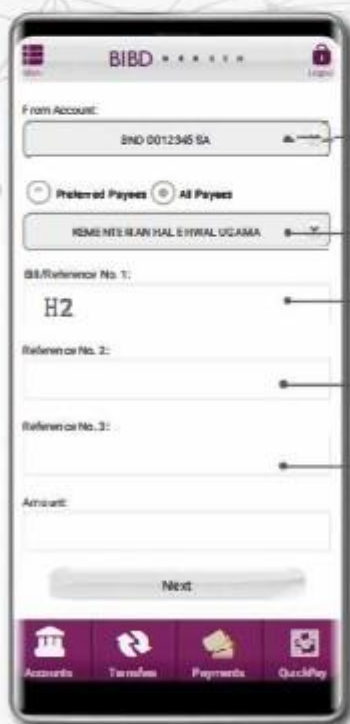 BIBD
Logout
From Account:
BND 0012345 SA
Preferred Payees All Payees
KEMENTERIAN HAL EHWAL UGAMA
Bill/Reference No. 1:
H2
Reference No. 2:
Reference No. 3:
Amount:
Next
Accounts Transfers Payments QuickPay